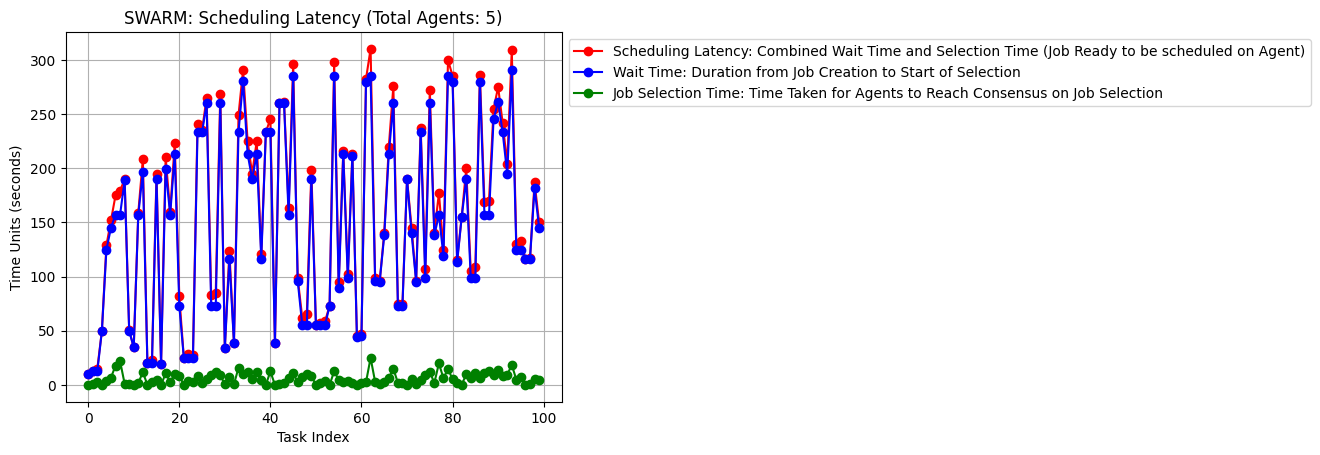 SWARM: Scheduling Latency (Total Agents: 5)
Scheduling Latency: Combined Wait Time and Selection Time (Job Ready to be scheduled on Agent)
Wait Time: Duration from Job Creation to Start of Selection
Job Selection Time: Time Taken for Agents to Reach Consensus on Job Selection
Time Units (seconds)
300
250
200
150
100
50
0
0 20 40 60 80 100
Task Index